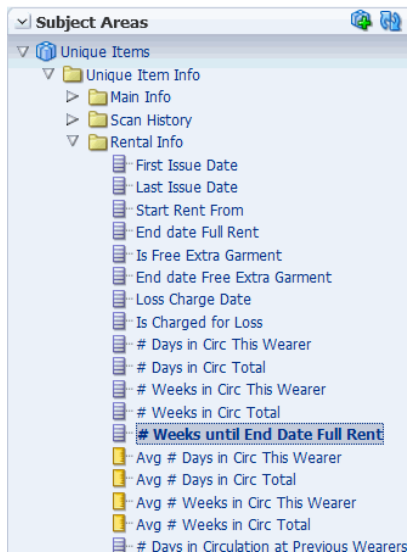 Subject Areas
Unique Items
Unique Item Info
Main Info
Scan History
Rental Info
First Issue Date
Last Issue Date
Start Rent From
End date Full Rent
Is Free Extra Garment
End date Free Extra Garment
Loss Charge Date
Is Charged for Loss
# Days in Circ This Wearer
# Days in Circ Total
# Weeks in Circ This Wearer
# Weeks in Circ Total
# Weeks until End Date Full Rent
Avg # Days in Circ This Wearer
Avg # Days in Circ Total
Avg # Weeks in Circ This Wearer
Avg # Weeks in Circ Total
# Days in Circulation at Previous Wearers